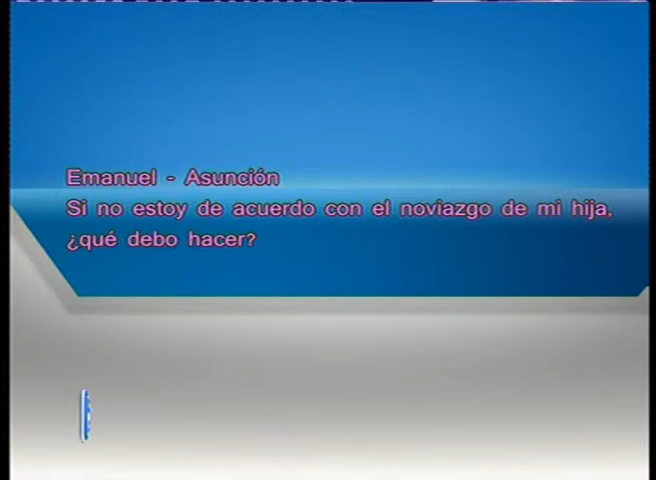 Emanuel - Asunción
Si no estoy de acuerdo con el noviazgo de mi hija,
¿qué debo hacer?